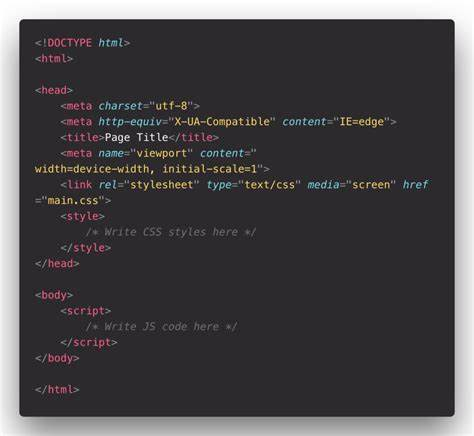 <!DOCTYPE html>
<html>

<head>
    <meta charset="utf-8">
    <meta http-equiv="X-UA-Compatible" content="IE=edge">
    <title>Page Title</title>
    <meta name="viewport" content="
width=device-width, initial-scale=1">
    <link rel="stylesheet" type="text/css" media="screen" href
="main.css">
    <style>
        /* Write CSS styles here */
    </style>
</head>

<body>
    <script>
        /* Write JS code here */
    </script>
</body>

</html>